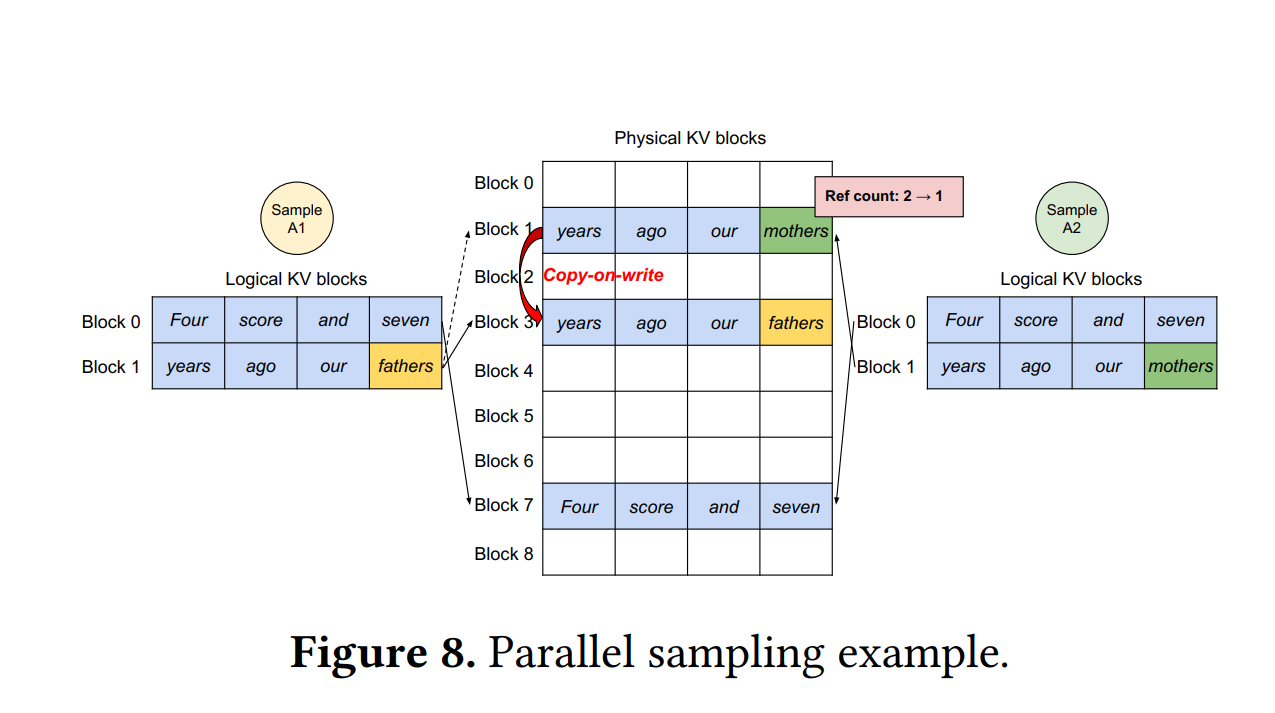 Physical KV blocks
Block 0
Ref count: 2 → 1
Block 1 years ago our mothers
Block 2 Copy-on-write
Block 3 years ago our fathers
Block 4
Block 5
Block 6
Block 7 Four score and seven
Block 8
Sample
A1
Logical KV blocks
Block 0 Four score and seven
Block 1 years ago our fathers
Sample
A2
Logical KV blocks
Block 0 Four score and seven
Block 1 years ago our mothers
Figure 8. Parallel sampling example.